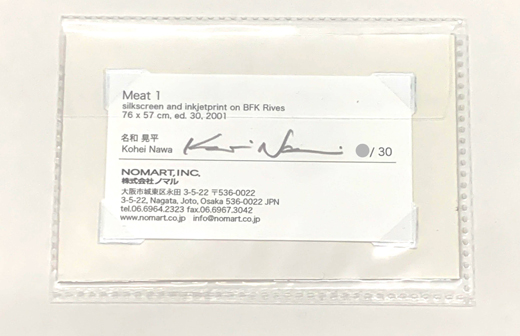 Meat 1
silkscreen and inkjetprint on BFK Rives
76 x 57 cm, ed. 30, 2001
名和 晃平
Kohei Nawa / 30
NOMART, INC.
株式会社ノマル
大阪市城東区永田 3-5-22 〒536-0022
3-5-22, Nagata, Joto, Osaka 536-0022 JPN
tel.06.6964.2323 fax.06.6967.3042
www.nomart.co.jp info@nomart.co.jp